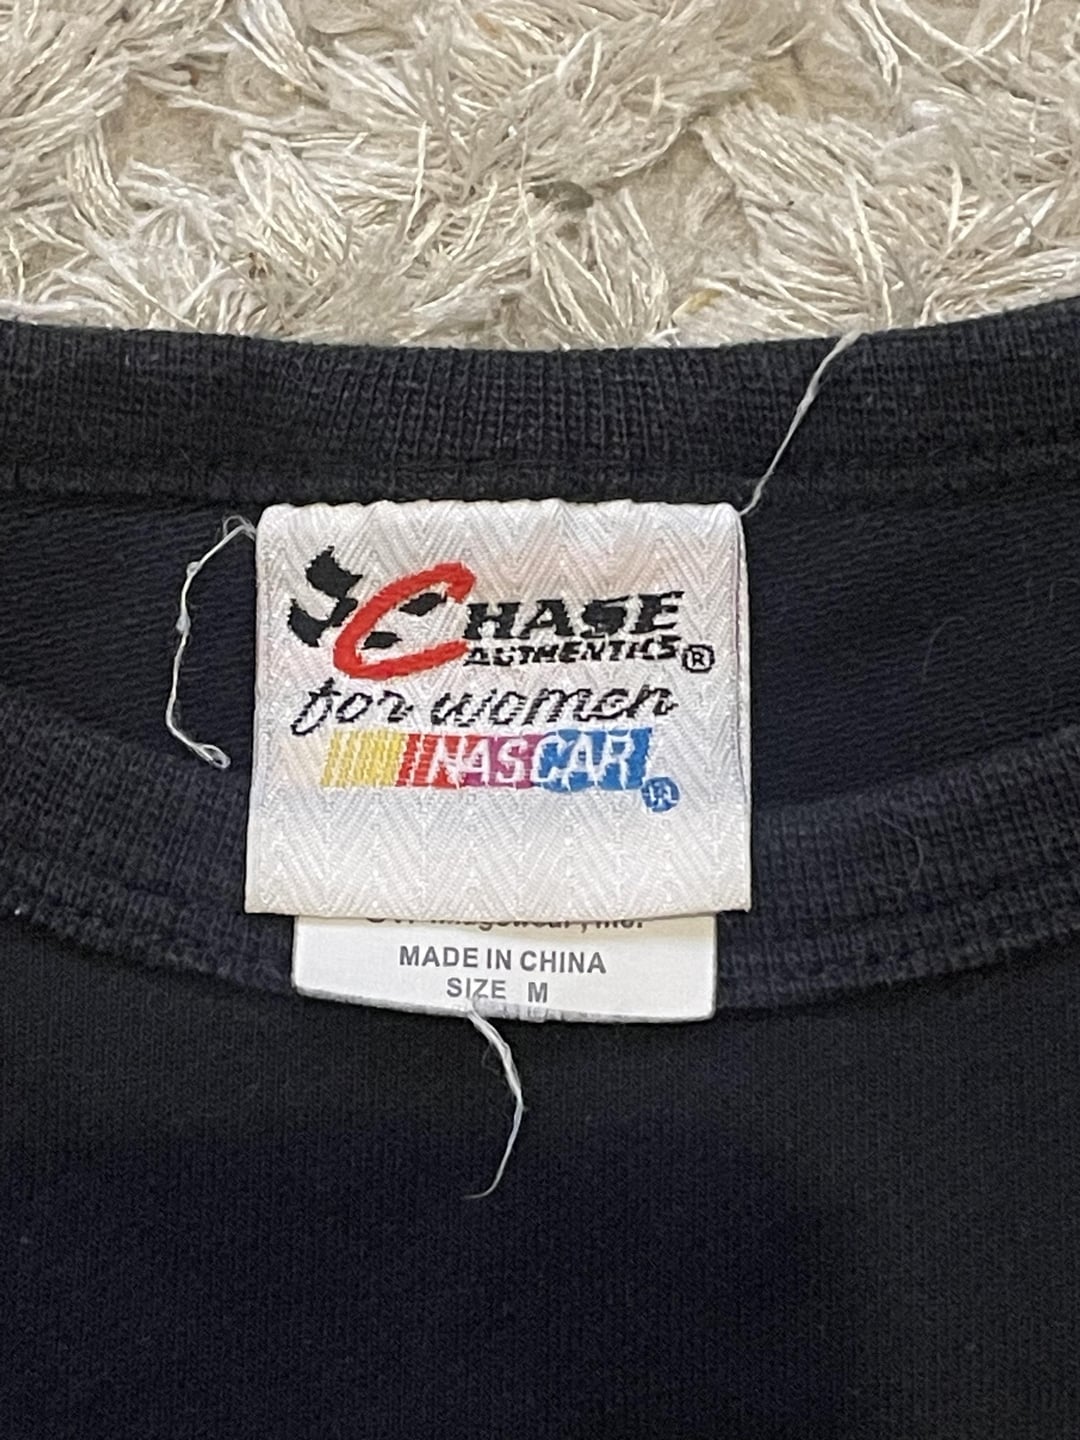 CHASE
AUTHENTICS®
for women
NASCAR
®
MADE IN CHINA
SIZE M